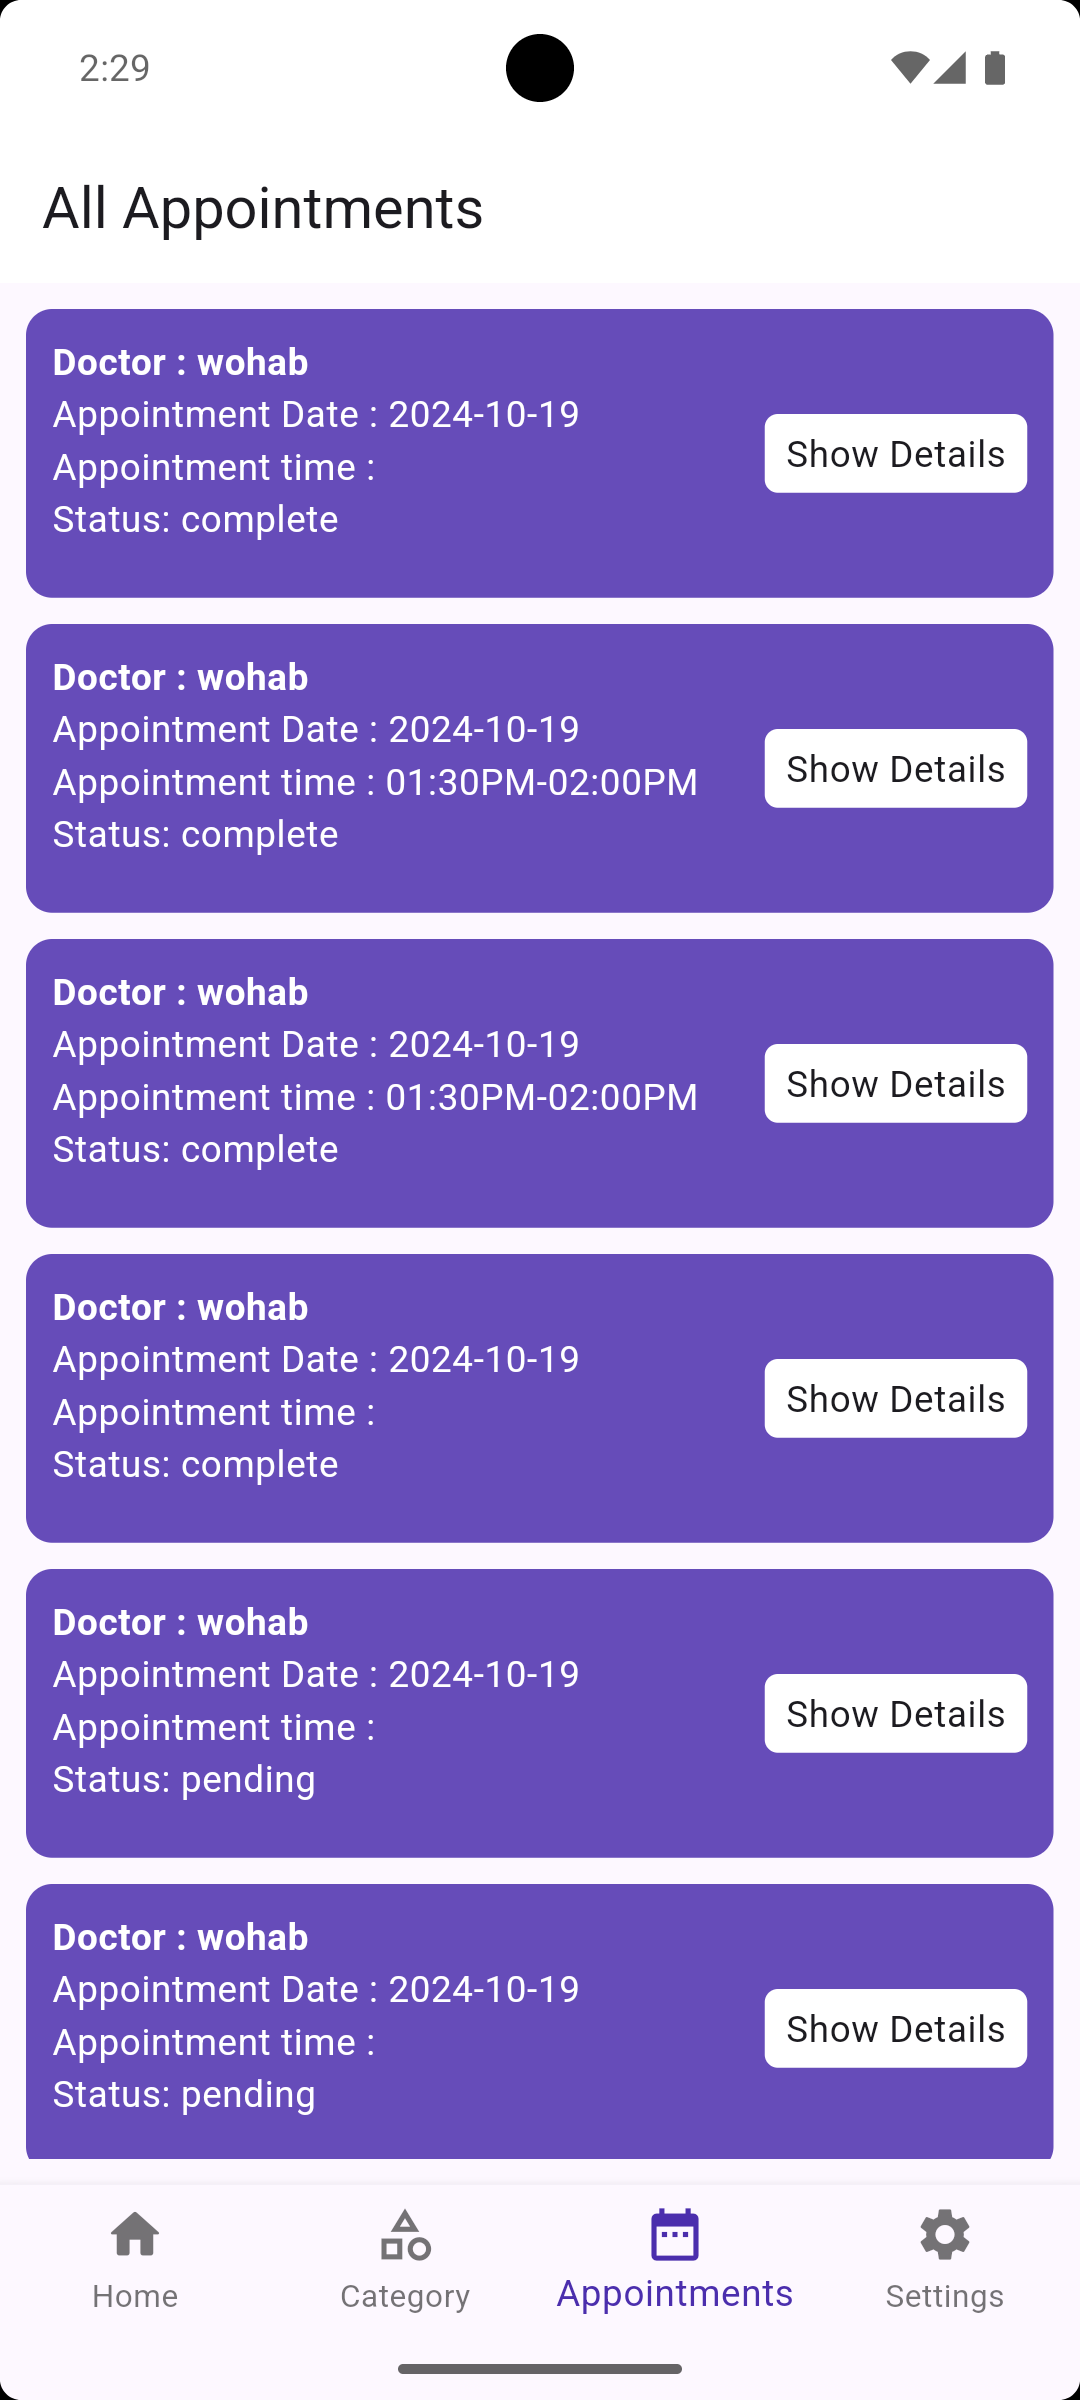 2:29
All Appointments
Doctor : wohab
Appointment Date : 2024-10-19
Appointment time :
Status: complete
Show Details
Doctor : wohab
Appointment Date : 2024-10-19
Appointment time : 01:30PM-02:00PM
Status: complete
Show Details
Doctor : wohab
Appointment Date : 2024-10-19
Appointment time : 01:30PM-02:00PM
Status: complete
Show Details
Doctor : wohab
Appointment Date : 2024-10-19
Appointment time :
Status: complete
Show Details
Doctor : wohab
Appointment Date : 2024-10-19
Appointment time :
Status: pending
Show Details
Doctor : wohab
Appointment Date : 2024-10-19
Appointment time :
Status: pending
Show Details
Home
Category
Appointments
Settings